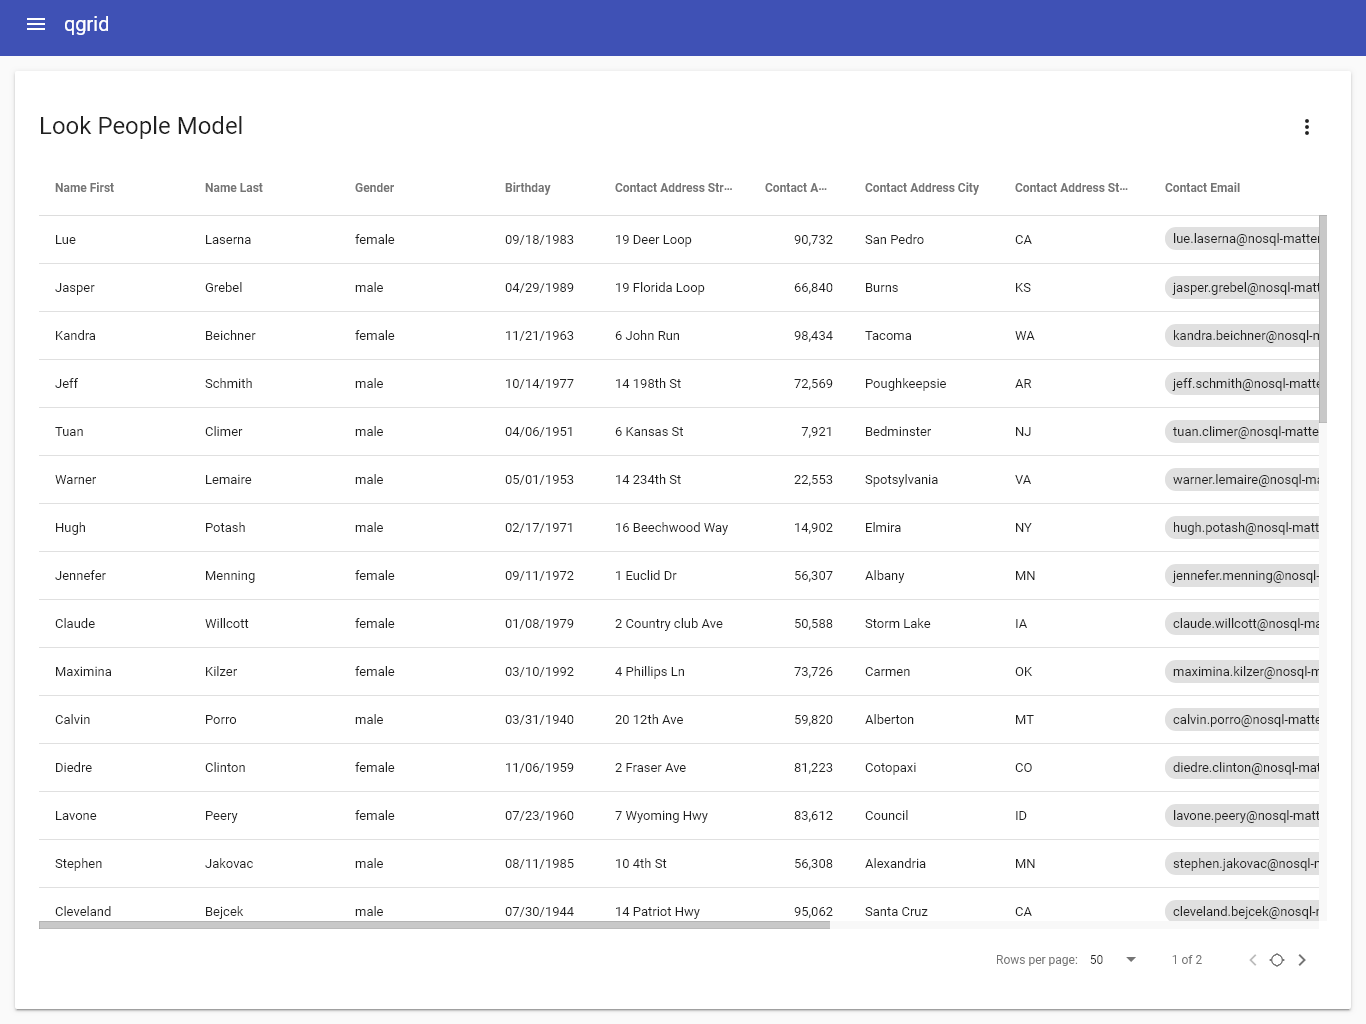 qgrid
Look People Model
Name First Name Last Gender Birthday Contact Address Str... Contact A... Contact Address City Contact Address St... Contact Email
Lue Laserna female 09/18/1983 19 Deer Loop 90,732 San Pedro CA lue.laserna@nosql-matter
Jasper Grebel male 04/29/1989 19 Florida Loop 66,840 Burns KS jasper.grebel@nosql-matt
Kandra Beichner female 11/21/1963 6 John Run 98,434 Tacoma WA kandra.beichner@nosql-m
Jeff Schmith male 10/14/1977 14 198th St 72,569 Poughkeepsie AR jeff.schmith@nosql-matte
Tuan Climer male 04/06/1951 6 Kansas St 7,921 Bedminster NJ tuan.climer@nosql-matte
Warner Lemaire male 05/01/1953 14 234th St 22,553 Spotsylvania VA warner.lemaire@nosql-ma
Hugh Potash male 02/17/1971 16 Beechwood Way 14,902 Elmira NY hugh.potash@nosql-matt
Jennefer Menning female 09/11/1972 1 Euclid Dr 56,307 Albany MN jennefer.menning@nosql-
Claude Willcott female 01/08/1979 2 Country club Ave 50,588 Storm Lake IA claude.willcott@nosql-ma
Maximina Kilzer female 03/10/1992 4 Phillips Ln 73,726 Carmen OK maximina.kilzer@nosql-m
Calvin Porro male 03/31/1940 20 12th Ave 59,820 Alberton MT calvin.porro@nosql-matte
Diedre Clinton female 11/06/1959 2 Fraser Ave 81,223 Cotopaxi CO diedre.clinton@nosql-mat
Lavone Peery female 07/23/1960 7 Wyoming Hwy 83,612 Council ID lavone.peery@nosql-matt
Stephen Jakovac male 08/11/1985 10 4th St 56,308 Alexandria MN stephen.jakovac@nosql-m
Cleveland Bejcek male 07/30/1944 14 Patriot Hwy 95,062 Santa Cruz CA cleveland.bejcek@nosql-r
Rows per page: 50 1 of 2